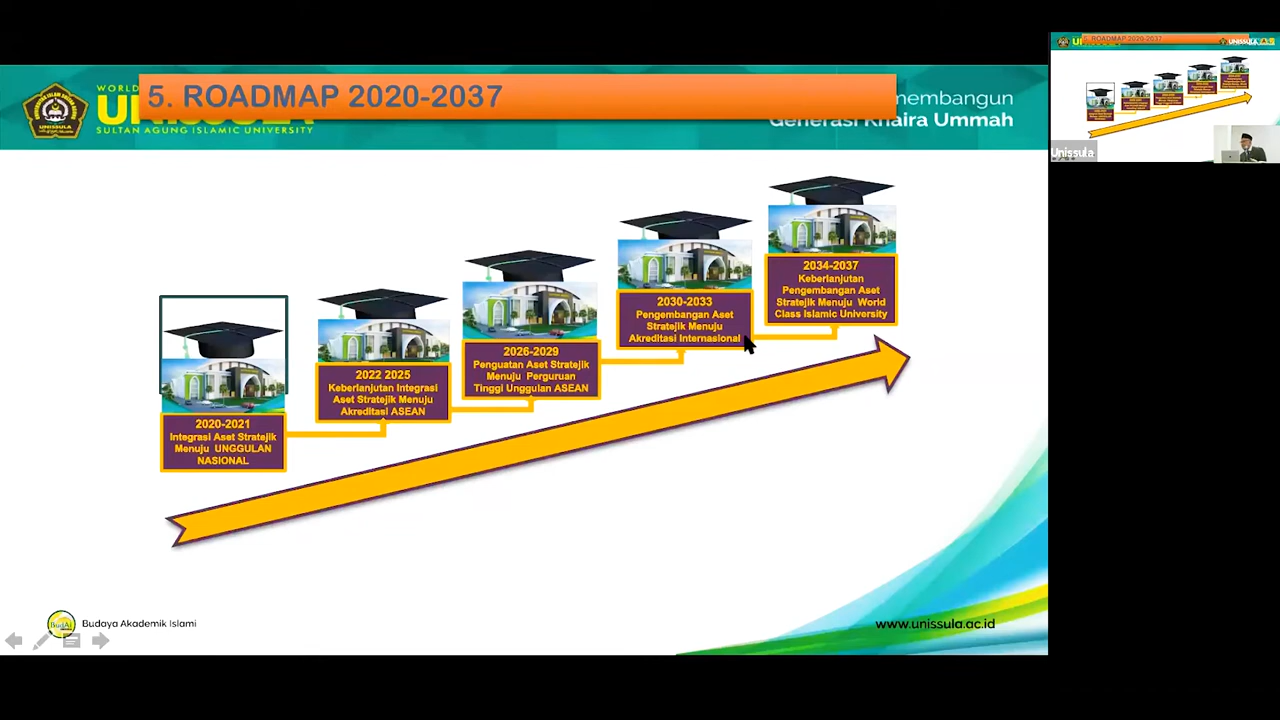 WORLD
UNISSULA
SULTAN AGUNG ISLAMIC UNIVERSITY
5. ROADMAP 2020-2037
membangun
Generasi Khaira Ummah
2020-2021
Integrasi Aset Stratejik
Menuju UNGGULAN
NASIONAL
2022 2025
Keberlanjutan Integrasi
Aset Stratejik Menuju
Akreditasi ASEAN
2026-2029
Penguatan Aset Stratejik
Menuju Perguruan
Tinggi Unggulan ASEAN
2030-2033
Pengembangan Aset
Stratejik Menuju
Akreditasi Internasional
2034-2037
Keberlanjutan
Pengembangan Aset
Stratejik Menuju World
Class Islamic University
BudAI
Budaya Akademik Islami
www.unissula.ac.id
5. ROADMAP 2020-2037
UNISSULA
Unissula